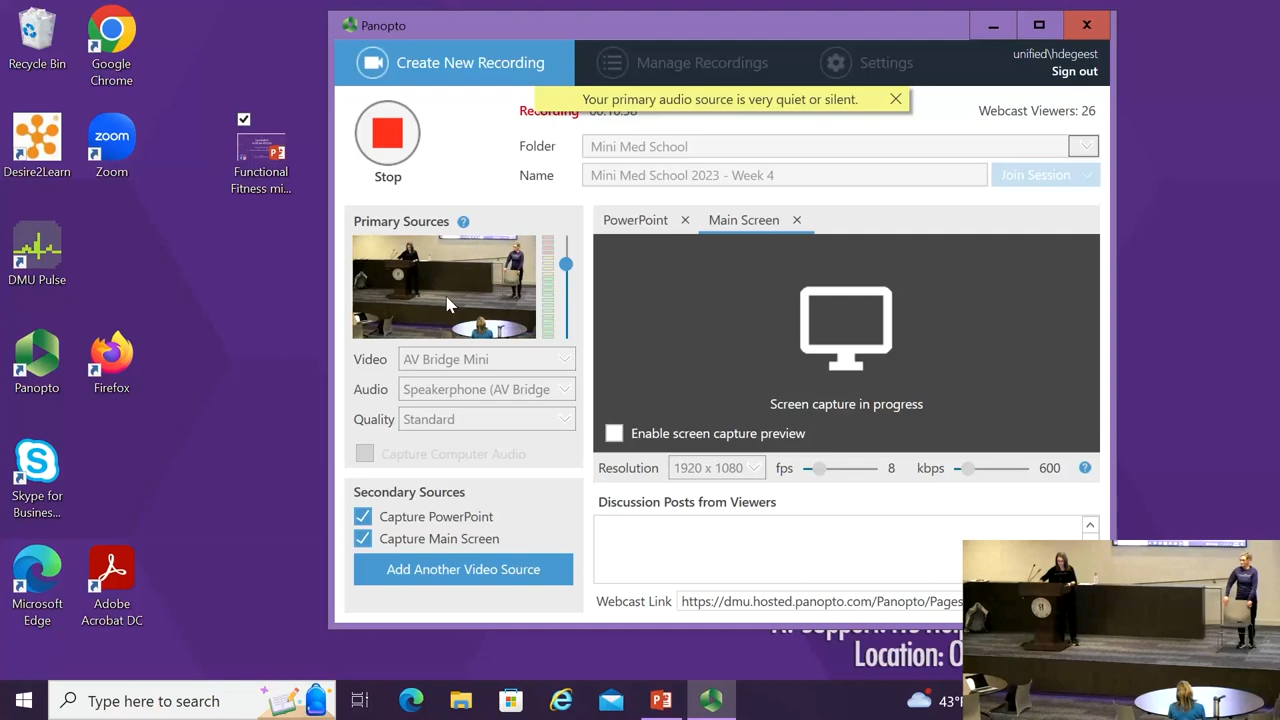 Recycle Bin
Google
Chrome
Desire2Learn
Zoom
zoom
Functional
Fitness mi...
DMU Pulse
Panopto
Firefox
Skype for
Busines...
Microsoft
Edge
Adobe
Acrobat DC
Panopto
Create New Recording
Manage Recordings
Settings
unified\hdegeest
Sign out
Your primary audio source is very quiet or silent.
Recording
Webcast Viewers: 26
Stop
Folder
Mini Med School
Name
Mini Med School 2023 - Week 4
Join Session
Primary Sources
Video
AV Bridge Mini
Audio
Speakerphone (AV Bridge
Quality
Standard
Capture Computer Audio
Secondary Sources
Capture PowerPoint
Capture Main Screen
Add Another Video Source
PowerPoint
Main Screen
Screen capture in progress
Enable screen capture preview
Resolution
1920 x 1080
fps
8
kbps
600
Discussion Posts from Viewers
Webcast Link
https://dmu.hosted.panopto.com/Panopto/Pages
Location:
Type here to search
43°F